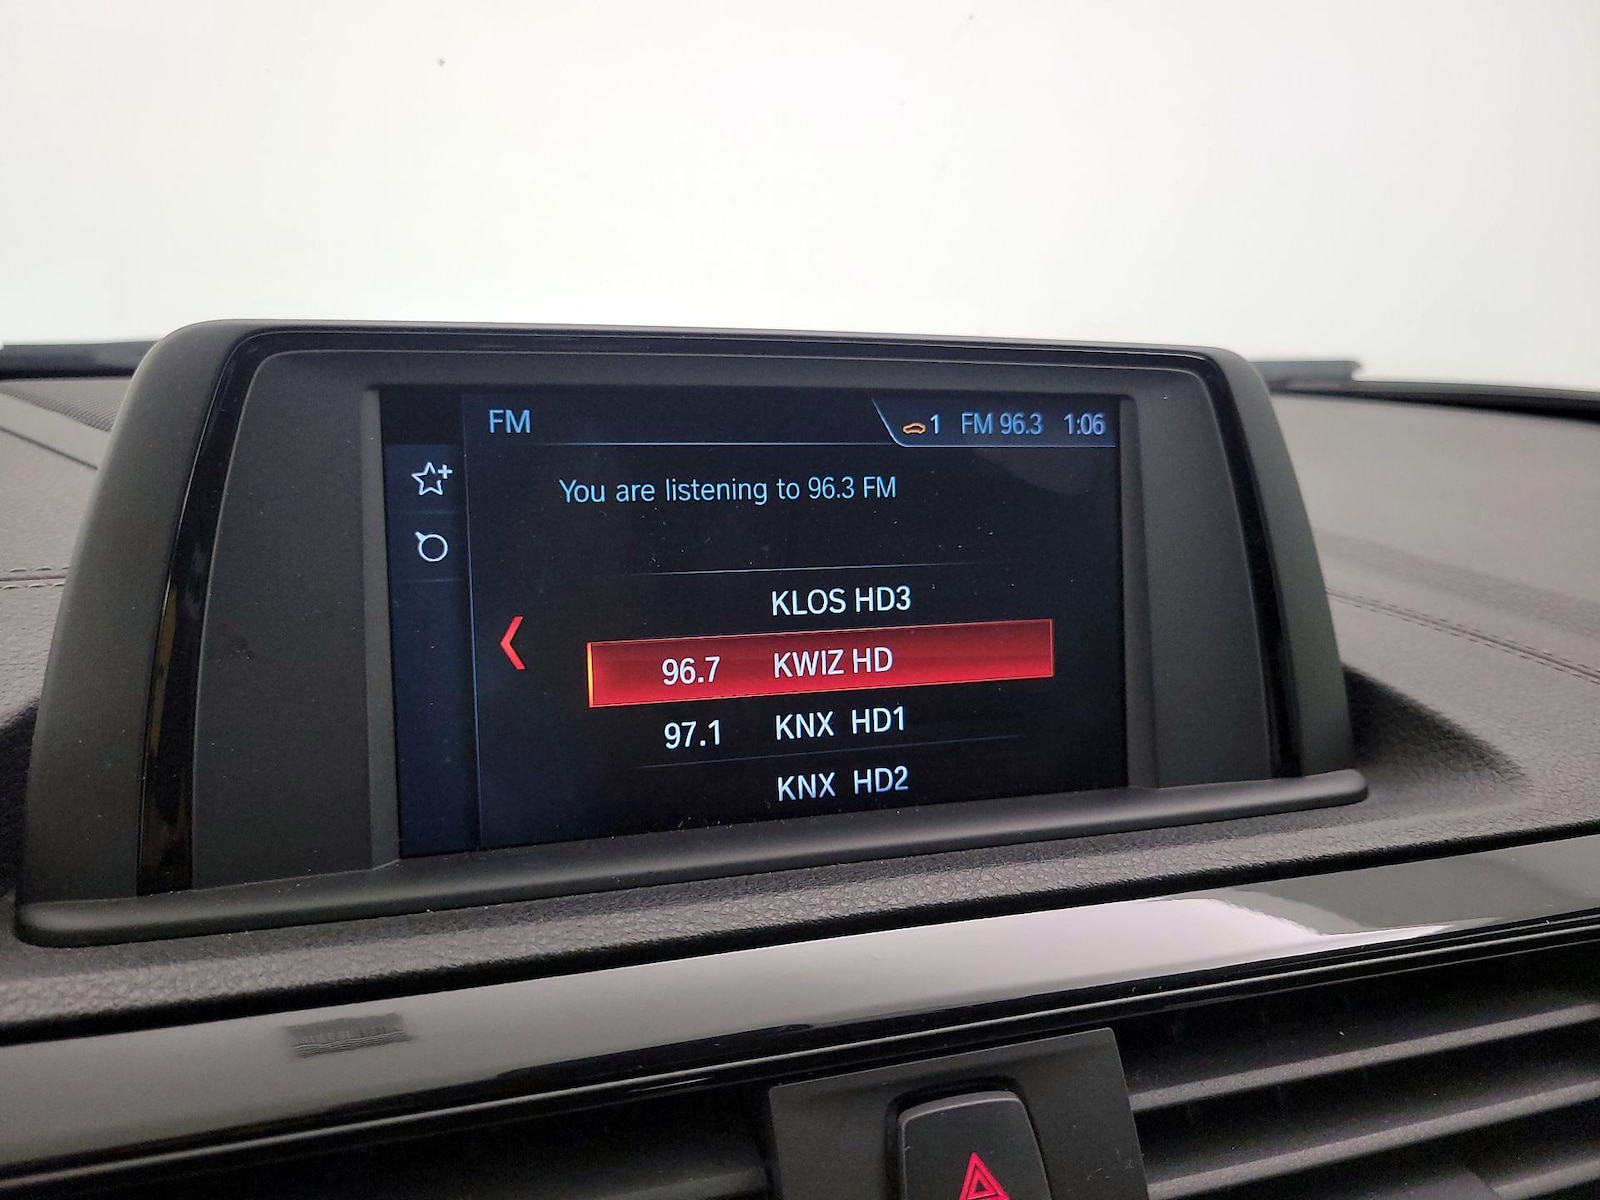 FM
1 FM 96.3 1:06
You are listening to 96.3 FM
KLOS HD3
96.7 KWIZ HD
97.1 KNX HD1
KNX HD2